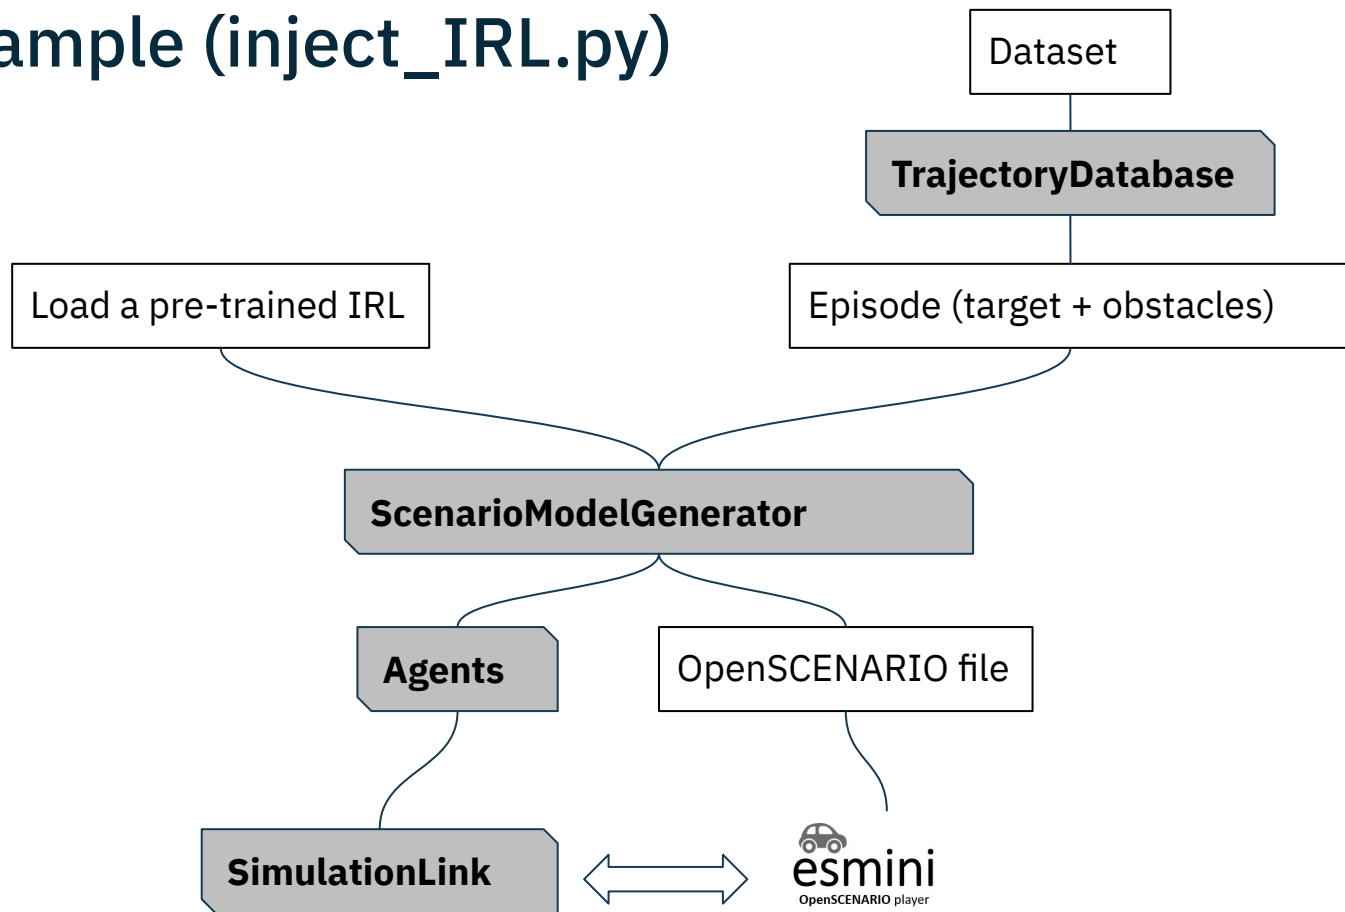 ample (inject_IRL.py)
Dataset
TrajectoryDatabase
Load a pre-trained IRL
Episode (target + obstacles)
ScenarioModelGenerator
Agents
OpenSCENARIO file
SimulationLink
esmini
OpenSCENARIO player